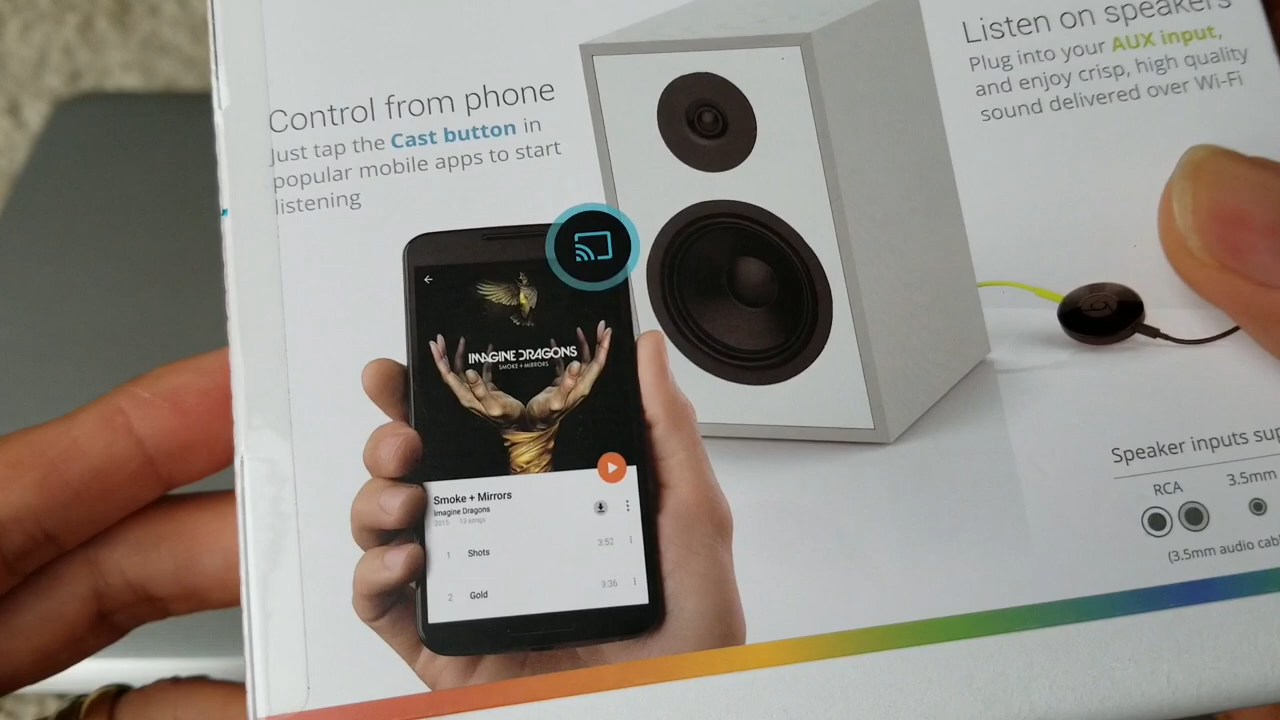 Control from phone
Just tap the Cast button in
popular mobile apps to start
listening
Listen on speakers
Plug into your AUX input,
and enjoy crisp, high quality
sound delivered over Wi-Fi
IMAGINE DRAGONS
SMOKE + MIRRORS
Smoke + Mirrors
Imagine Dragons
2015 13 songs
1 Shots 3:52
2 Gold 3:36
Speaker inputs sup
RCA 3.5mm
(3.5mm audio cab